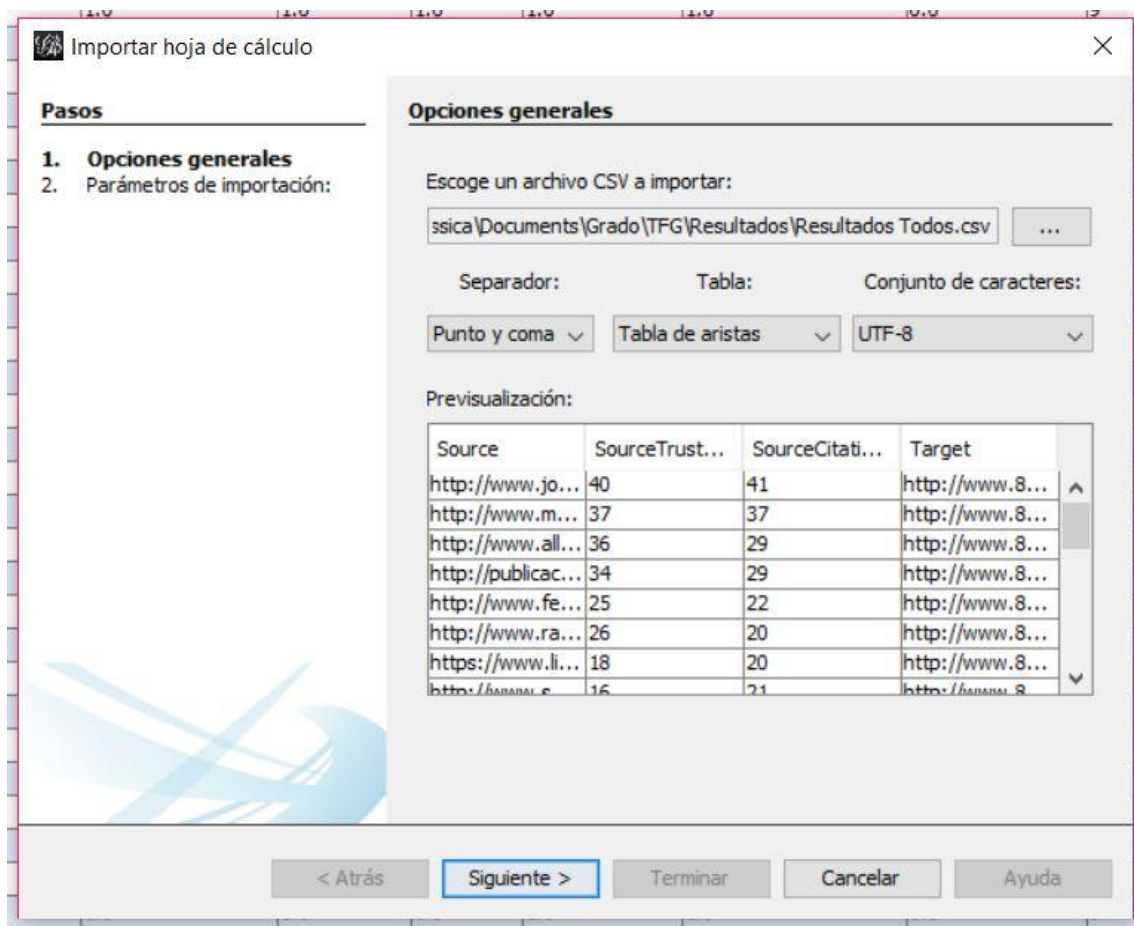 Importar hoja de cálculo
Pasos
1. Opciones generales
2. Parámetros de importación:
Opciones generales
Escoge un archivo CSV a importar:
ssica\Documents\Grado\TFG\Resultados\Resultados Todos.csv ...
Separador: Tabla: Conjunto de caracteres:
Punto y coma Tabla de aristas UTF-8
Previsualización:
Source SourceTrust... SourceCitati... Target
http://www.jo... 40 41 http://www.8...
http://www.m... 37 37 http://www.8...
http://www.all... 36 29 http://www.8...
http://publicac... 34 29 http://www.8...
http://www.fe... 25 22 http://www.8...
http://www.ra... 26 20 http://www.8...
https://www.li... 18 20 http://www.8...
16 21
< Atrás Siguiente > Terminar Cancelar Ayuda